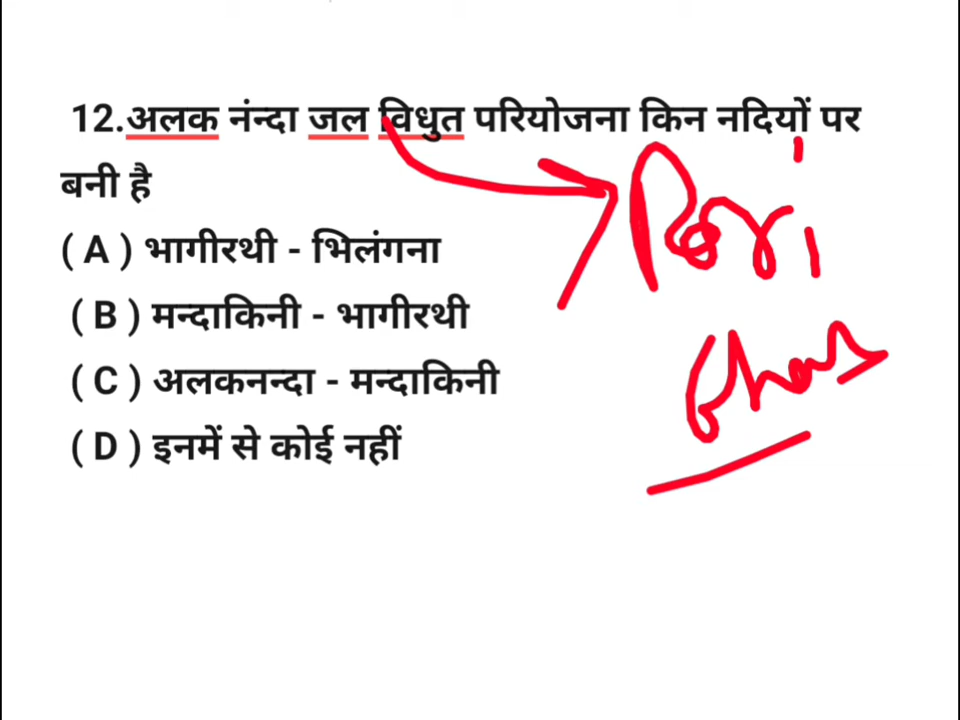 12.अलक नंन्दा जल विधुत परियोजना किन नदियों पर
बनी है
( A ) भागीरथी - भिलंगना
( B ) मन्दाकिनी - भागीरथी
( C ) अलकनन्दा - मन्दाकिनी
( D ) इनमें से कोई नहीं